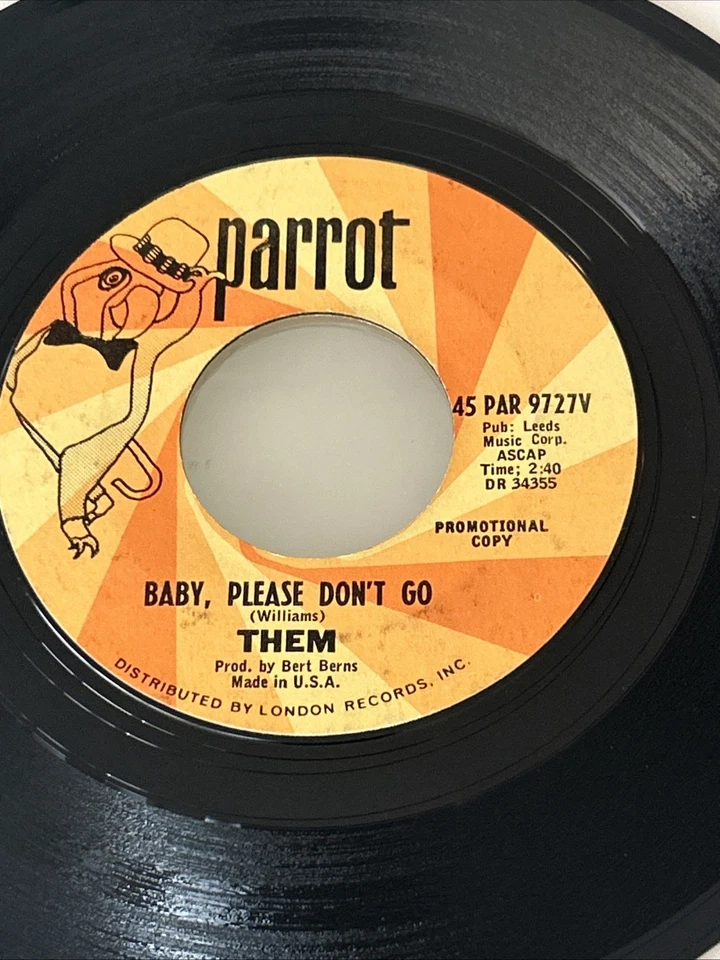 parrot
45 PAR 9727V
Pub: Leeds
Music Corp.
ASCAP
Time; 2:40
DR 34355
PROMOTIONAL
COPY
BABY, PLEASE DON'T GO
(Williams)
THEM
Prod. by Bert Berns
Made in U.S.A.
DISTRIBUTED BY LONDON RECORDS, INC.